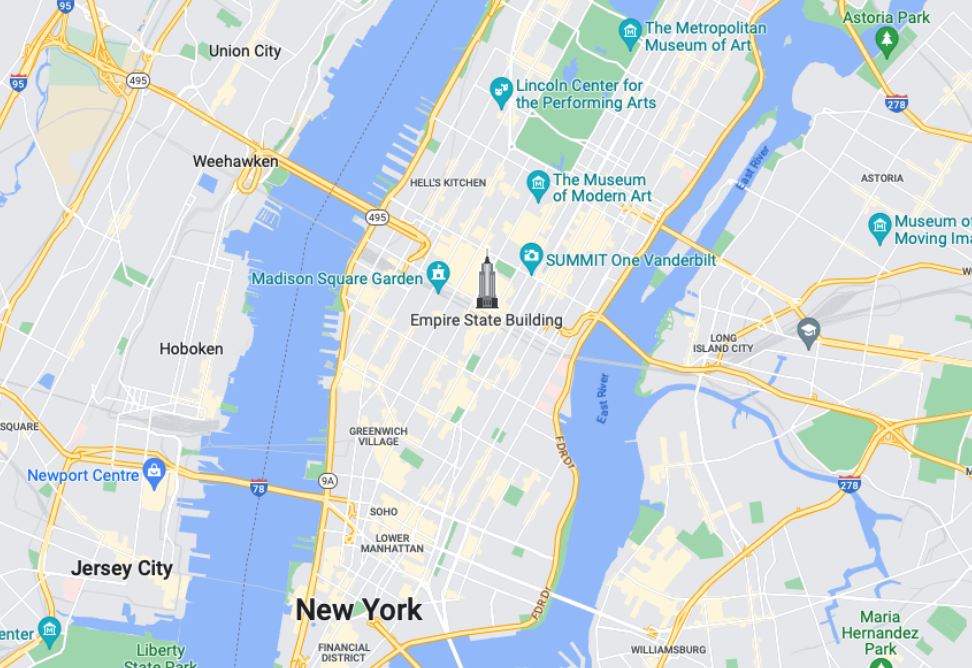 95
The Metropolitan
Museum of Art
Astoria Park
Union City
495
95
Lincoln Center for
the Performing Arts
278
East River
Weehawken
HELL'S KITCHEN
The Museum
of Modern Art
ASTORIA
495
Museum o
Moving Ima
SUMMIT One Vanderbilt
Madison Square Garden
Empire State Building
LONG
ISLAND CITY
Hoboken
East River
SQUARE
GREENWICH
VILLAGE
FDR Dr
Newport Centre
78
9A
278
SOHO
LOWER
MANHATTAN
Jersey City
New York
FDR Dr
enter
Liberty
State Park
FINANCIAL
DISTRICT
WILLIAMSBURG
Maria
Hernandez
Park